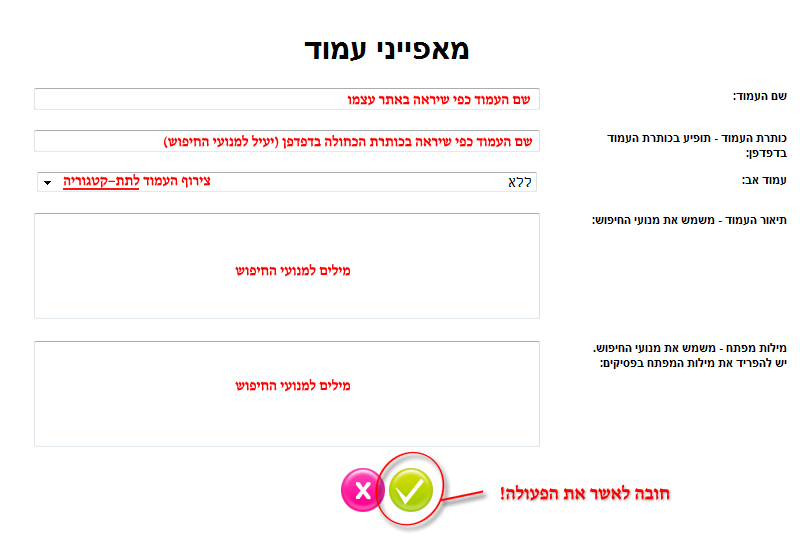 מאפייני עמוד
שם העמוד:
שם העמוד כפי שיראה באתר עצמו
כותרת העמוד - תופיע בכותרת העמוד
בדפדפן:
שם העמוד כפי שיראה בכותרת הכחולה בדפדפן (יעיל למנועי החיפוש)
עמוד אב:
ללא
צירוף העמוד לתת-קטגוריה
תיאור העמוד - משמש את מנועי החיפוש:
מילים למנועי החיפוש
מילות מפתח - משמש את מנועי החיפוש.
יש להפריד את מילות המפתח בפסיקים:
מילים למנועי החיפוש
חובה לאשר את הפעולה!